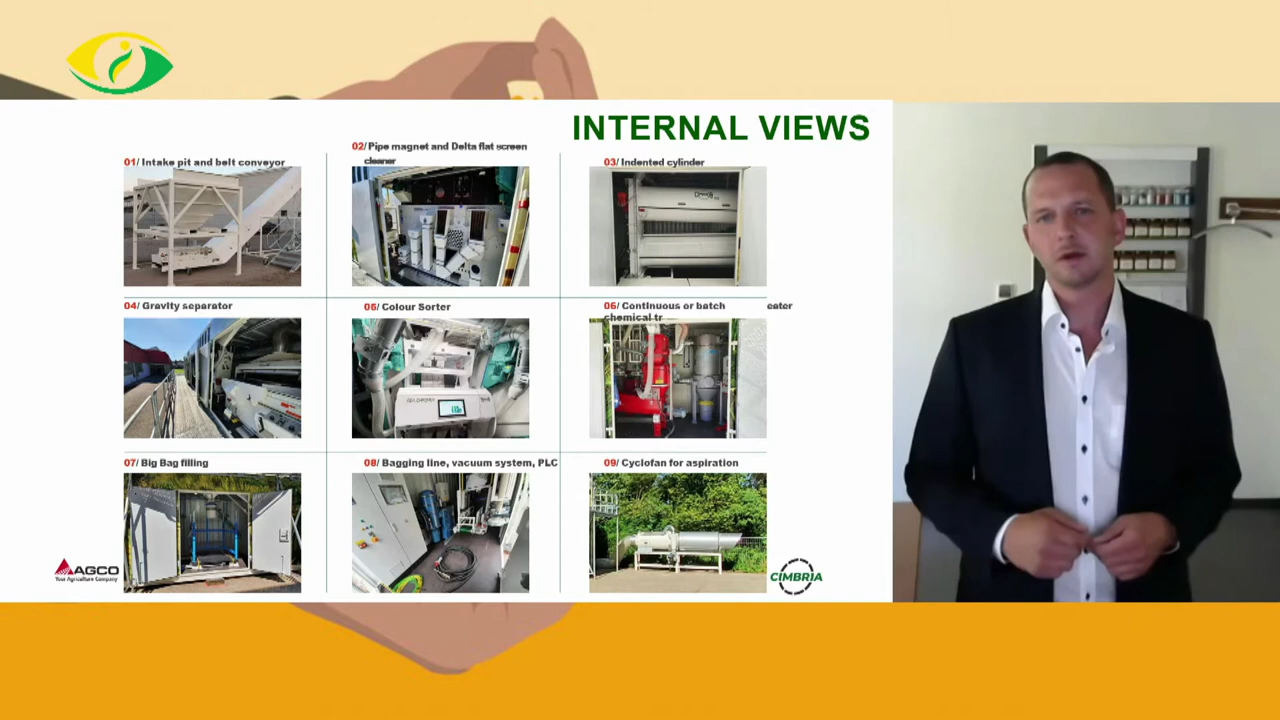 INTERNAL VIEWS
01/ Intake pit and belt conveyor
02/ Pipe magnet and Delta flat screen
cleaner
03/ Indented cylinder
04/ Gravity separator
05/ Colour Sorter
06/ Continuous or batch
eater
chemical tr
07/ Big Bag filling
08/ Bagging line, vacuum system, PLC
09/ Cyclofan for aspiration
AGCO
Your Agriculture Company
CIMBRIA